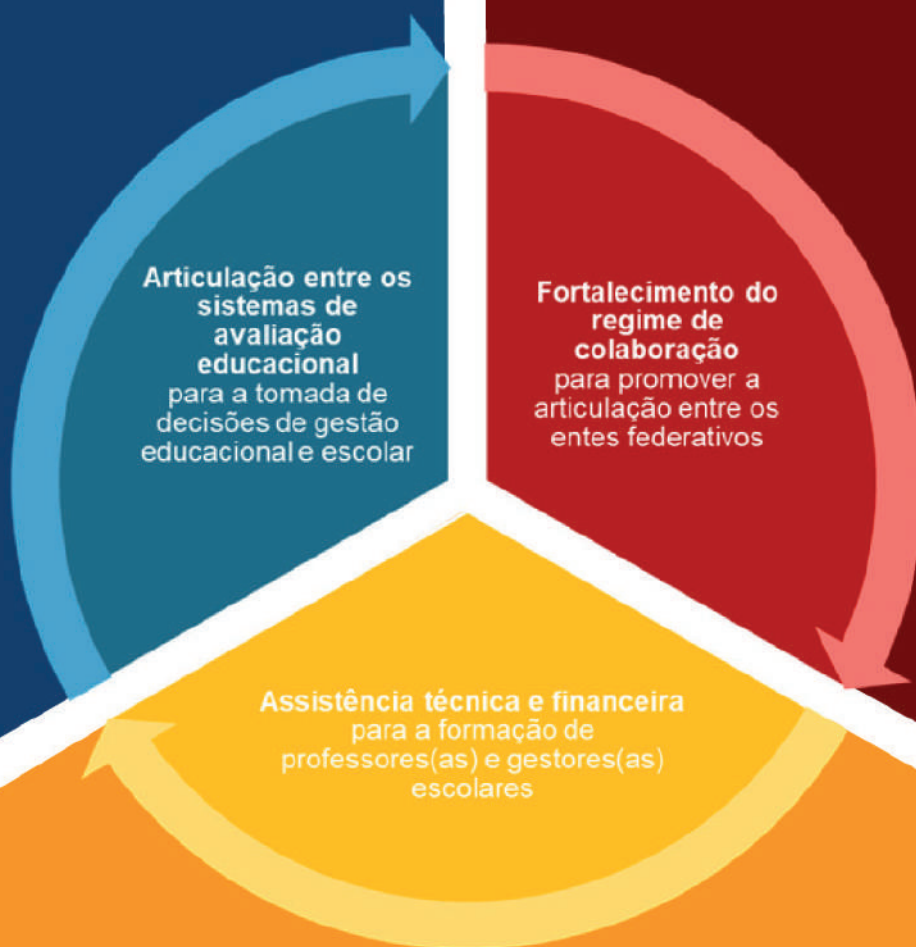 Articulação entre os
sistemas de
avaliação
educacional
para a tomada de
decisões de gestão
educacional e escolar
Fortalecimento do
regime de
colaboração
para promover a
articulação entre os
entes federativos
Assistência técnica e financeira
para a formação de
professores(as) e gestores(as)
escolares